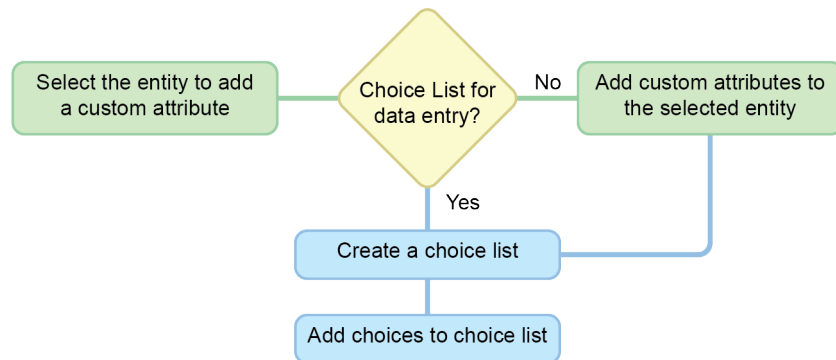 Select the entity to add
a custom attribute
Choice List for
data entry?
No
Add custom attributes to
the selected entity
Yes
Create a choice list
Add choices to choice list